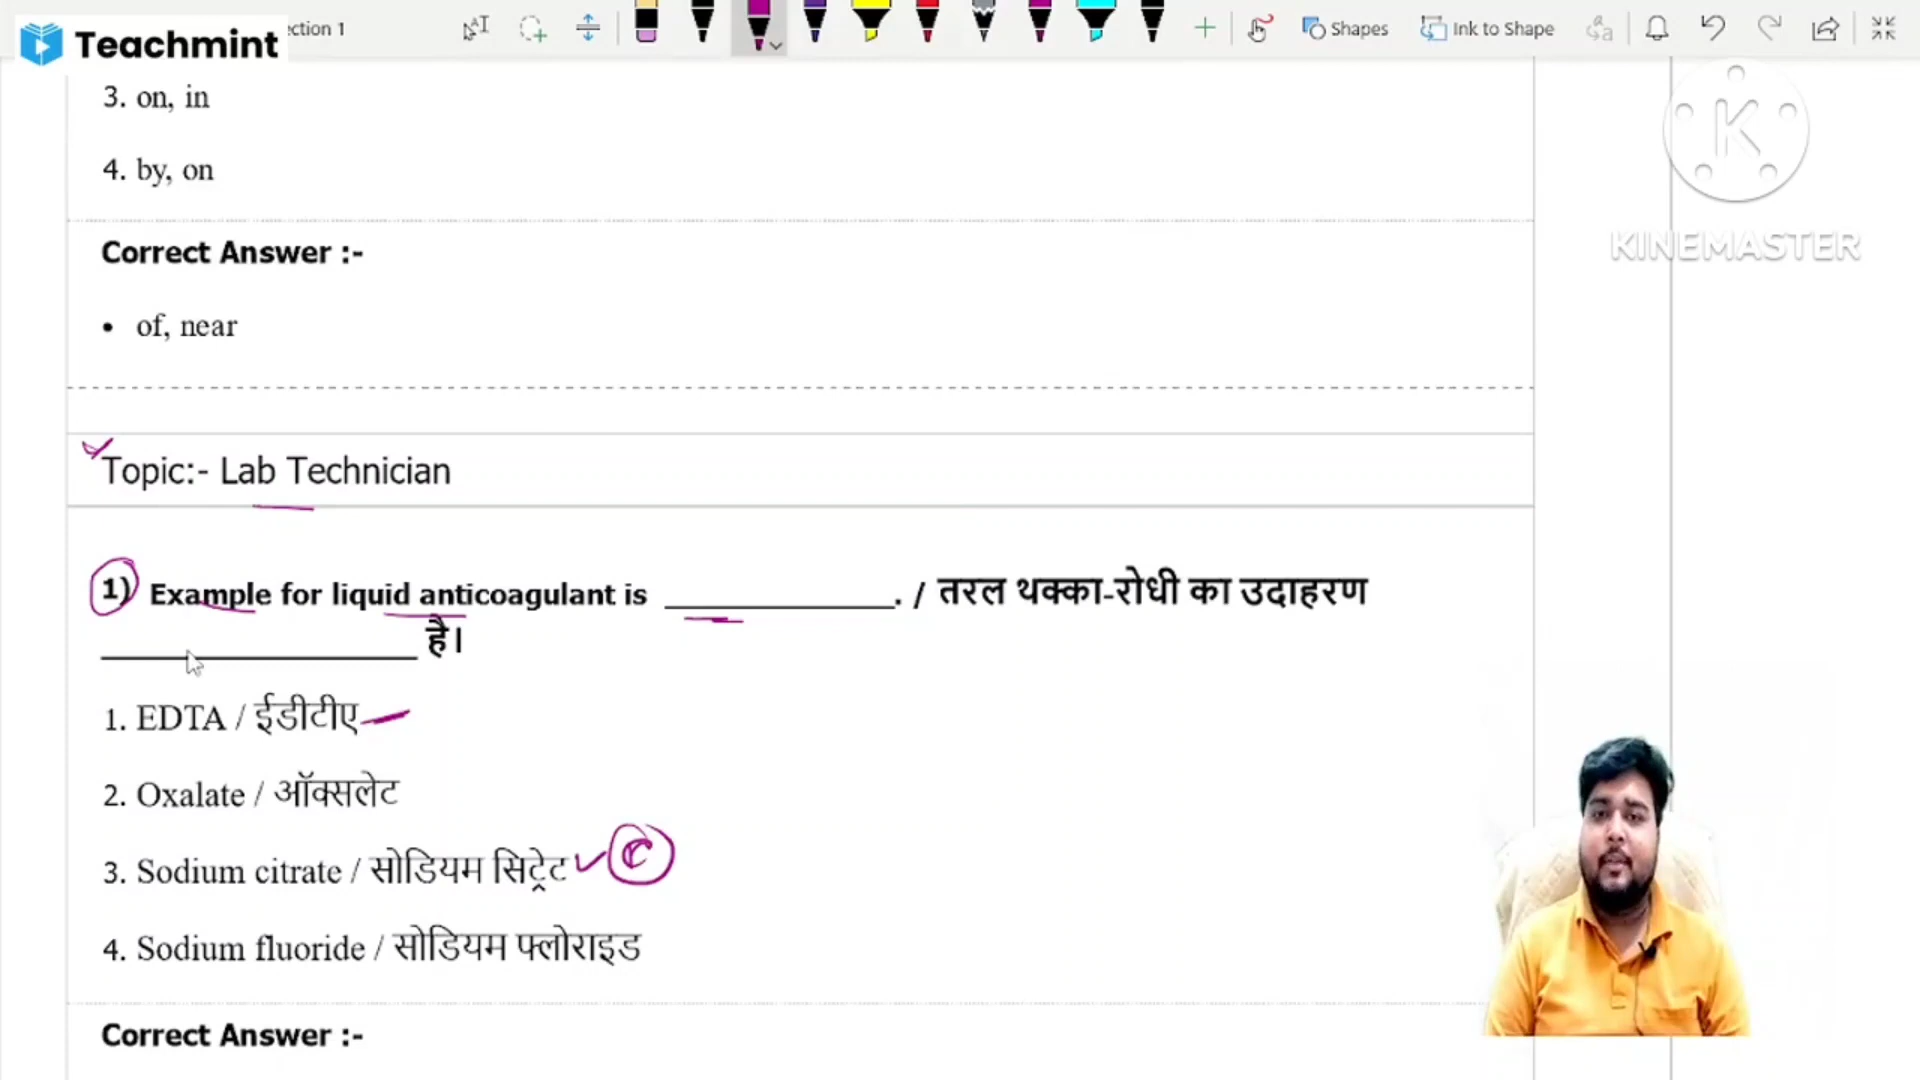 Teachmint
ection 1
Shapes
Ink to Shape
3. on, in
4. by, on
KINEMASTER
Correct Answer :-
• of, near
Topic:- Lab Technician
1) Example for liquid anticoagulant is ______________. / तरल थक्का-रोधी का उदाहरण
___________________ है।
1. EDTA / ईडीटीए
2. Oxalate / ऑक्सलेट
3. Sodium citrate / सोडियम सिट्रेट C
4. Sodium fluoride / सोडियम फ्लोराइड
Correct Answer :-